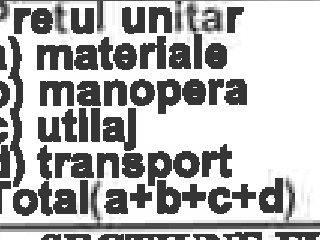 Pretul unitar
a) materiale
b) manopera
c) utilaj
d) transport
Total(a+b+c+d)